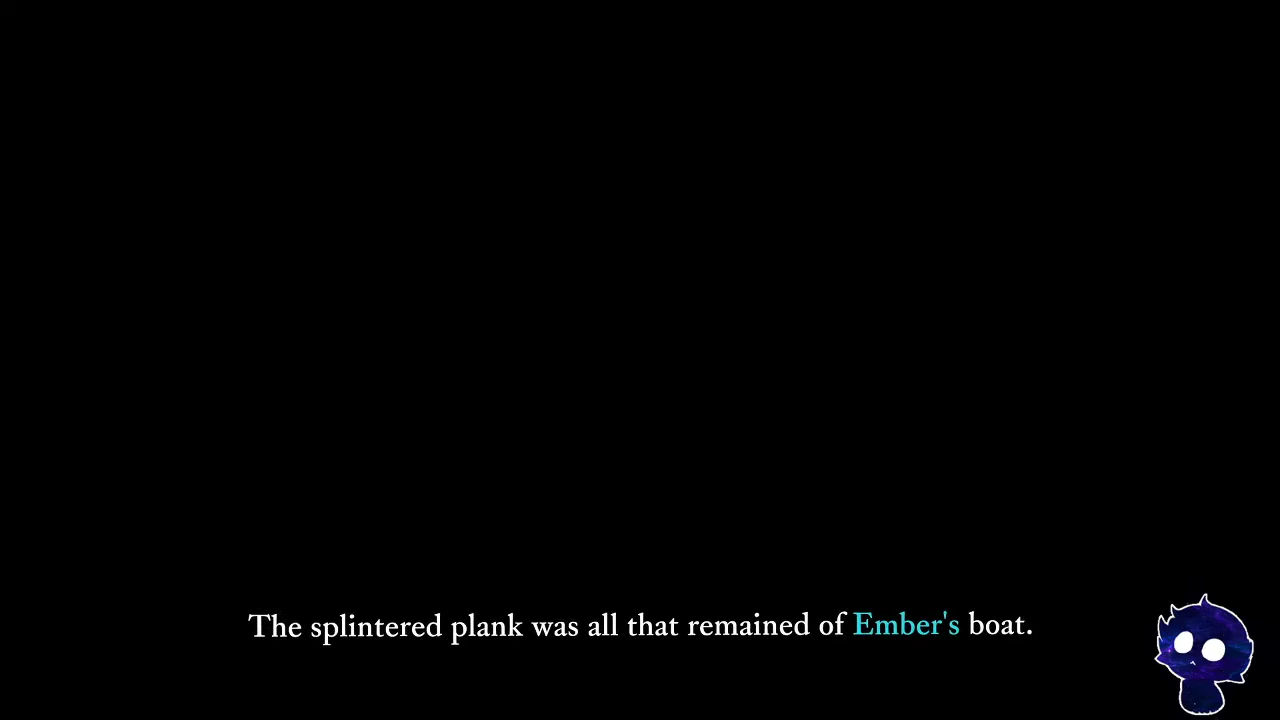 The splintered plank was all that remained of Ember's boat.